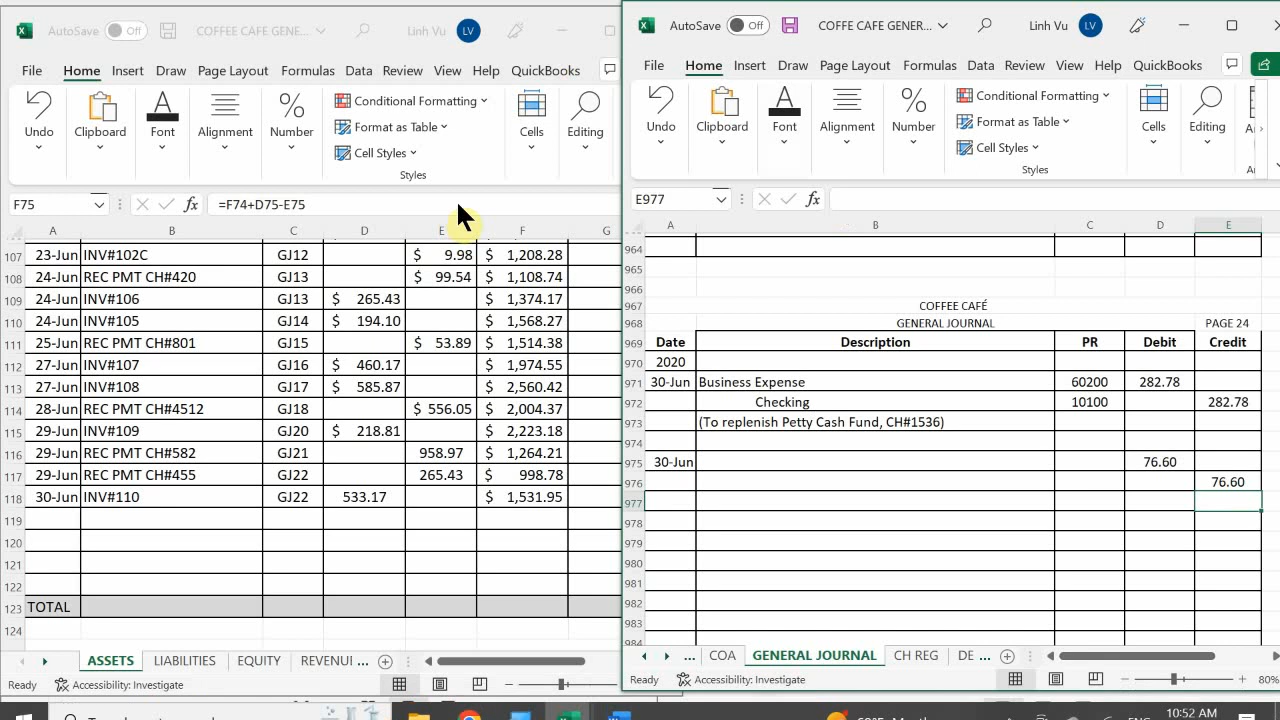 AutoSave Off COFFEE CAFE GENER... Linh Vu LV
File Home Insert Draw Page Layout Formulas Data Review View Help QuickBooks
Undo Clipboard Font Alignment Number Conditional Formatting Format as Table Cell Styles Styles Cells Editing
F75 fx =F74+D75-E75
A B C D E F G
107 23-Jun INV#102C GJ12 $ 9.98 $ 1,208.28
108 24-Jun REC PMT CH#420 GJ13 $ 99.54 $ 1,108.74
109 24-Jun INV#106 GJ13 $ 265.43 $ 1,374.17
110 24-Jun INV#105 GJ14 $ 194.10 $ 1,568.27
111 25-Jun REC PMT CH#801 GJ15 $ 53.89 $ 1,514.38
112 27-Jun INV#107 GJ16 $ 460.17 $ 1,974.55
113 27-Jun INV#108 GJ17 $ 585.87 $ 2,560.42
114 28-Jun REC PMT CH#4512 GJ18 $ 556.05 $ 2,004.37
115 29-Jun INV#109 GJ20 $ 218.81 $ 2,223.18
116 29-Jun REC PMT CH#582 GJ21 958.97 $ 1,264.21
117 29-Jun REC PMT CH#455 GJ22 265.43 $ 998.78
118 30-Jun INV#110 GJ22 533.17 $ 1,531.95
119
120
121
122
123 TOTAL
124
ASSETS LIABILITIES EQUITY REVENUI ...
Ready Accessibility: Investigate
AutoSave Off COFFEE CAFE GENER... Linh Vu LV
File Home Insert Draw Page Layout Formulas Data Review View Help QuickBooks
Undo Clipboard Font Alignment Number Conditional Formatting Format as Table Cell Styles Styles Cells Editing
E977 fx
A B C D E
964
965
966
967 COFFEE CAFÉ
968 GENERAL JOURNAL PAGE 24
969 Date Description PR Debit Credit
970 2020
971 30-Jun Business Expense 60200 282.78
972 Checking 10100 282.78
973 (To replenish Petty Cash Fund, CH#1536)
974
975 30-Jun 76.60
976 76.60
977
978
979
980
981
982
983
984
... COA GENERAL JOURNAL CH REG DE ...
Ready Accessibility: Investigate 80%
10:52 AM